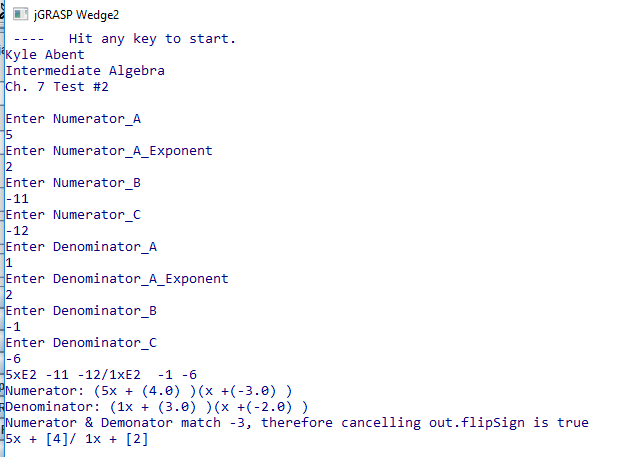 jGRASP Wedge2
----   Hit any key to start.
Kyle Abent
Intermediate Algebra
Ch. 7 Test #2
Enter Numerator_A
5
Enter Numerator_A_Exponent
2
Enter Numerator_B
-11
Enter Numerator_C
-12
Enter Denominator_A
1
Enter Denominator_A_Exponent
2
Enter Denominator_B
-1
Enter Denominator_C
-6
5xE2 -11 -12/1xE2  -1 -6
Numerator: (5x + (4.0) )(x +(-3.0) )
Denominator: (1x + (3.0) )(x +(-2.0) )
Numerator & Demonator match -3, therefore cancelling out.flipSign is true
5x + [4]/ 1x + [2]